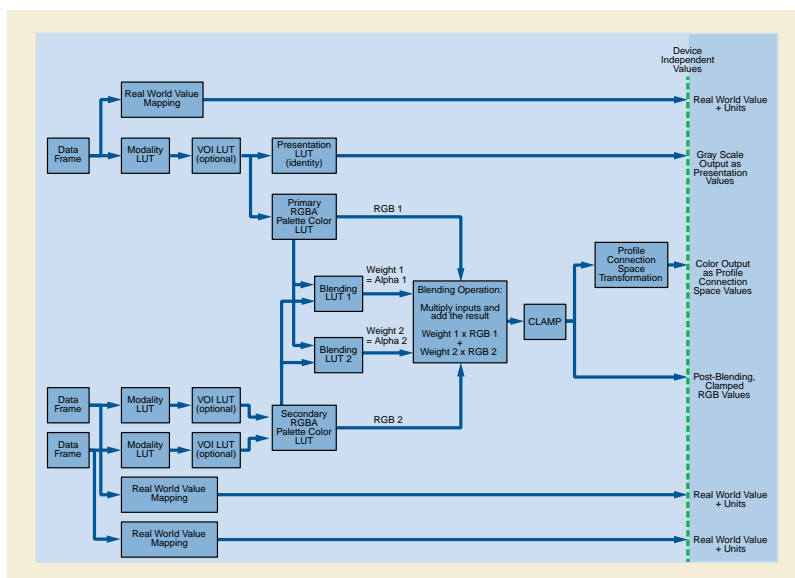 Device
Independent
Values
Real World Value
Mapping
Real World Value
+ Units
Data
Frame
Modality
LUT
VOI LUT
(optional)
Presentation
LUT
(identity)
Gray Scale
Output as
Presentation
Values
Primary
RGBA
Palette Color
LUT
RGB 1
Profile
Connection
Space
Transformation
Color Output
as Profile
Connection
Space Values
Blending
LUT 1
Weight 1
= Alpha 1
Blending Operation:
Multiply inputs and
add the result
Weight 1 x RGB 1
+
Weight 2 x RGB 2
CLAMP
Blending
LUT 2
Weight 2
= Alpha 2
Post-Blending,
Clamped
RGB Values
Data
Frame
Modality
LUT
VOI LUT
(optional)
Secondary
RGBA
Palette Color
LUT
RGB 2
Data
Frame
Modality
LUT
VOI LUT
(optional)
Real World Value
Mapping
Real World Value
+ Units
Real World Value
Mapping
Real World Value
+ Units